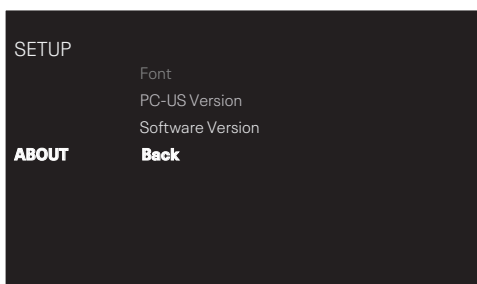 SETUP
Font
PC-US Version
Software Version
ABOUT Back